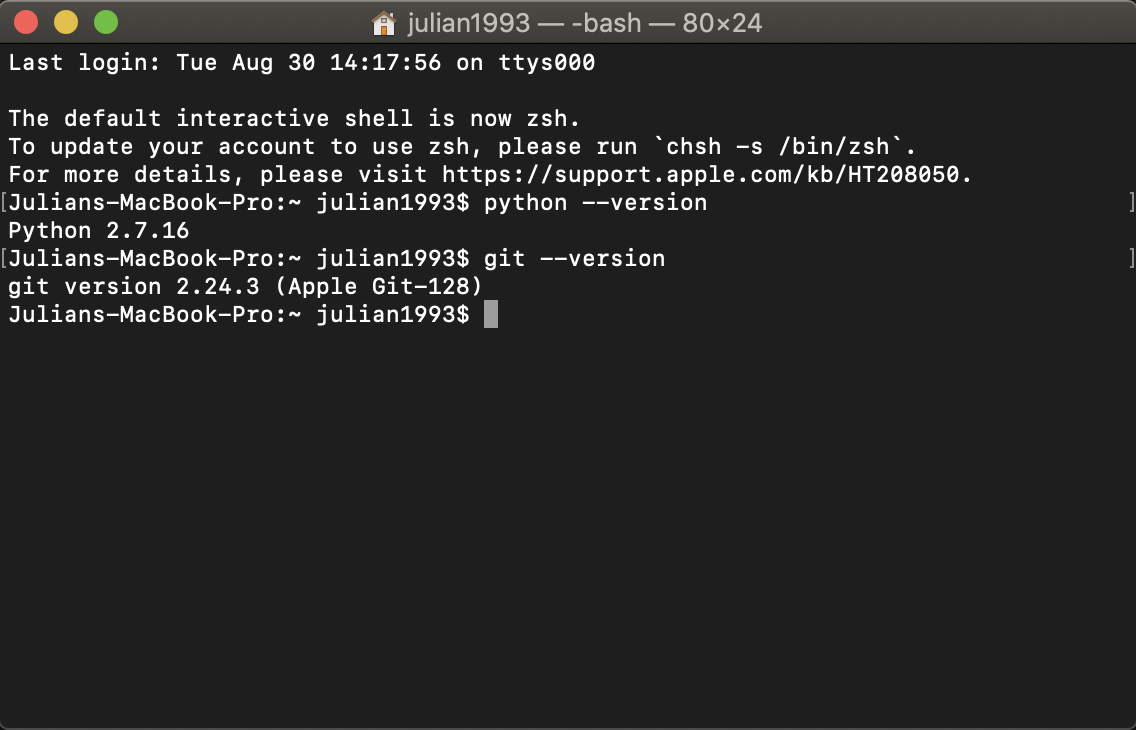 julian1993 — -bash — 80×24
Last login: Tue Aug 30 14:17:56 on ttys000
The default interactive shell is now zsh.
To update your account to use zsh, please run `chsh -s /bin/zsh`.
For more details, please visit https://support.apple.com/kb/HT208050.
[Julians-MacBook-Pro:~ julian1993$ python --version ]
Python 2.7.16
[Julians-MacBook-Pro:~ julian1993$ git --version ]
git version 2.24.3 (Apple Git-128)
Julians-MacBook-Pro:~ julian1993$